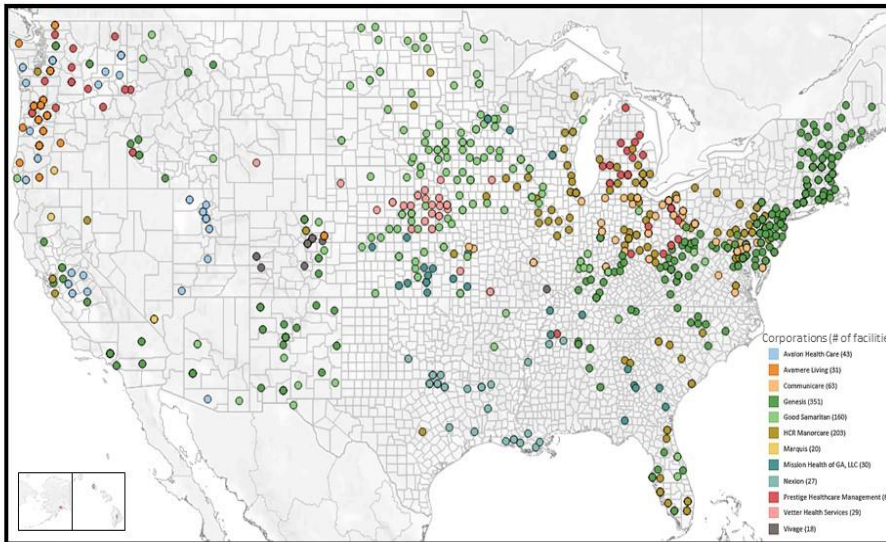 Corporations (# of facilitie
Avalon Health Care (43)
Avamere Living (31)
Communicare (63)
Genesis (351)
Good Samaritan (160)
HCR Manorcare (203)
Marquis (20)
Mission Health of GA, LLC (30)
Nexion (27)
Prestige Healthcare Management (
Vetter Health Services (29)
Vivage (18)